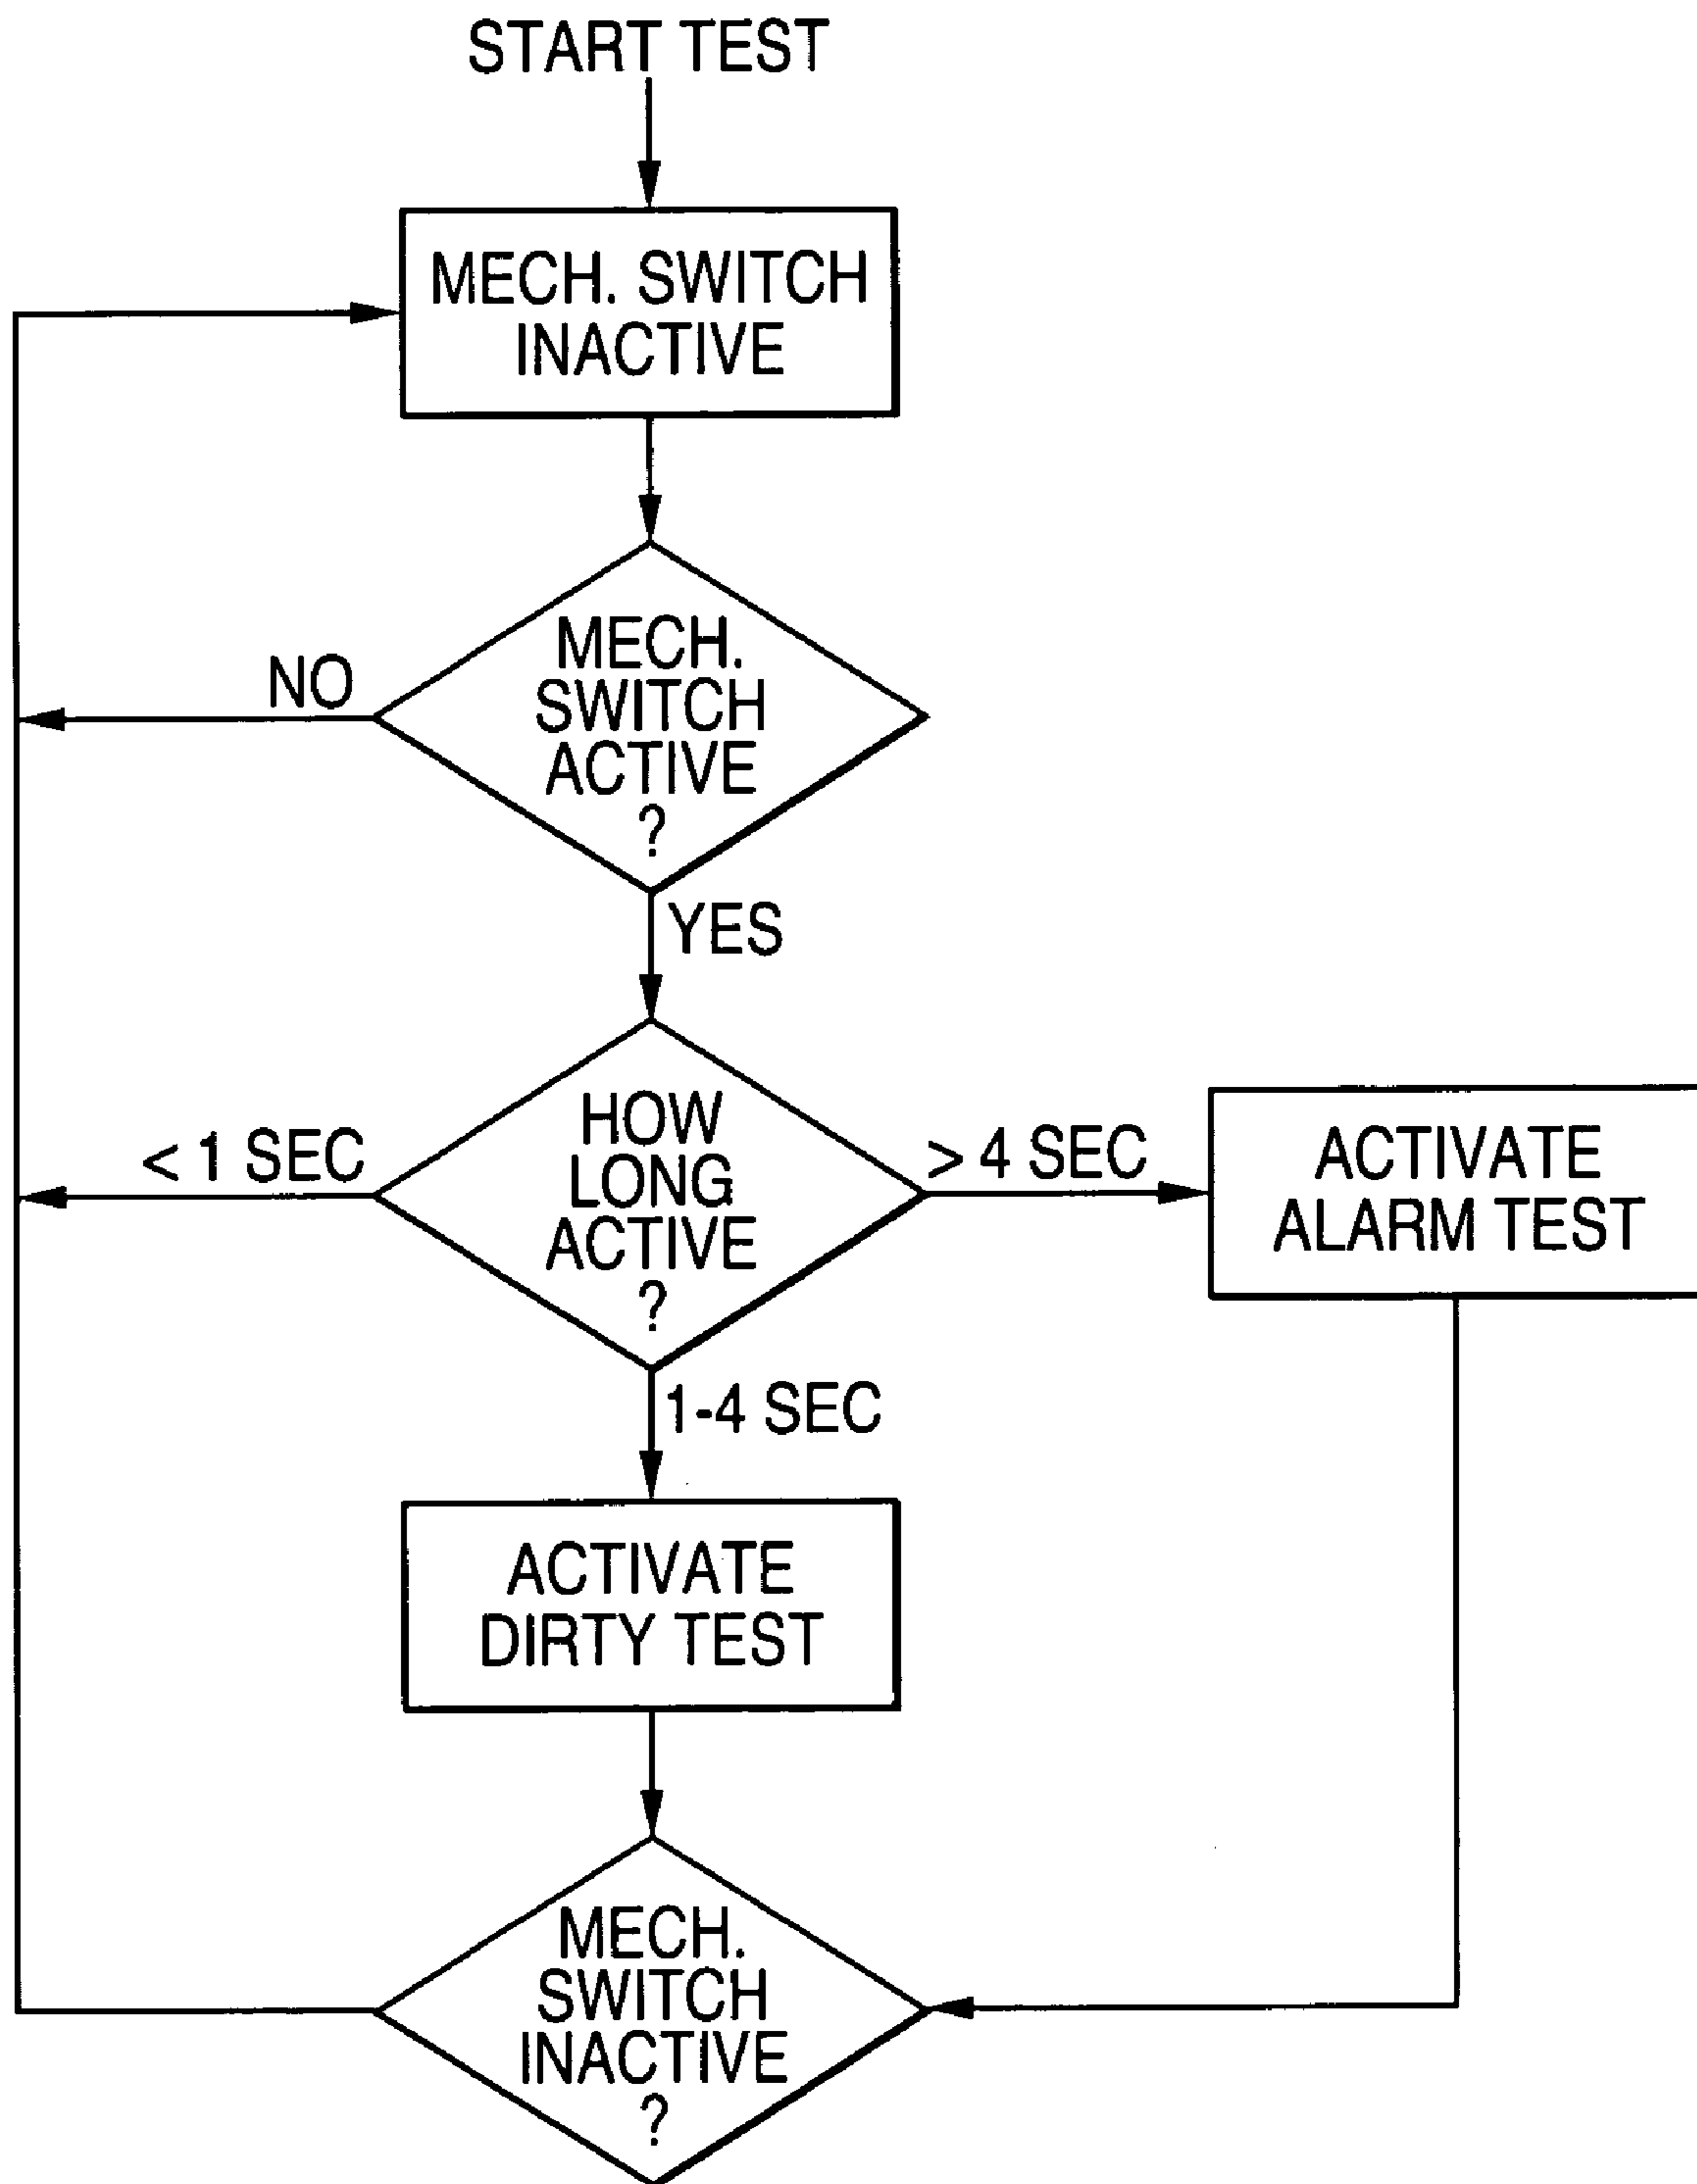 START TEST
MECH. SWITCH
INACTIVE
MECH.
SWITCH
ACTIVE
?
NO
YES
HOW
LONG
ACTIVE
?
< 1 SEC
> 4 SEC
ACTIVATE
ALARM TEST
1-4 SEC
ACTIVATE
DIRTY TEST
MECH.
SWITCH
INACTIVE
?